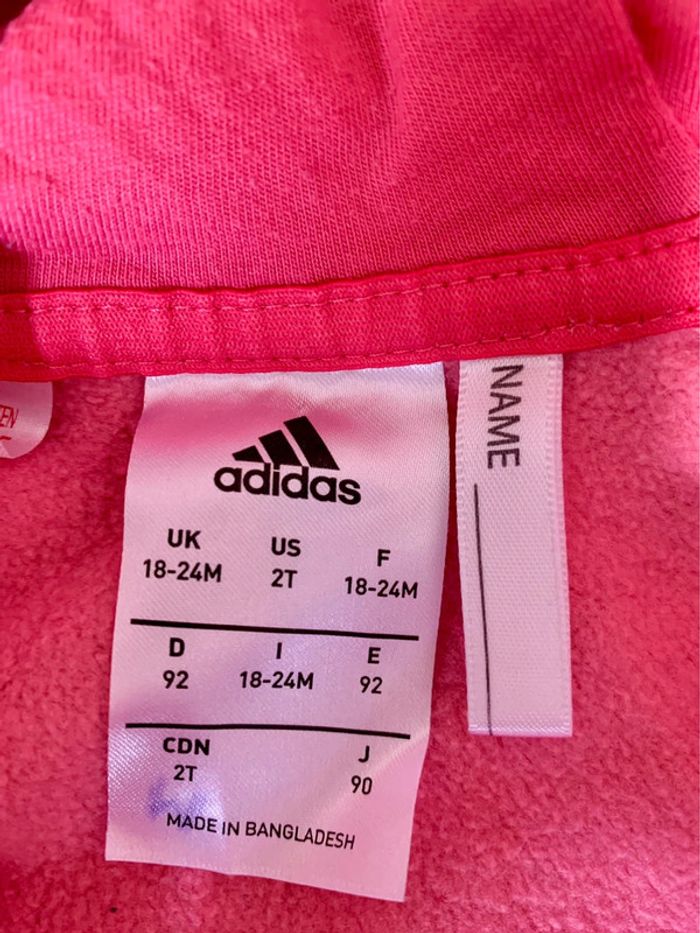 adidas
UK US F
18-24M 2T 18-24M
D I E
92 18-24M 92
CDN J
2T 90
MADE IN BANGLADESH
NAME